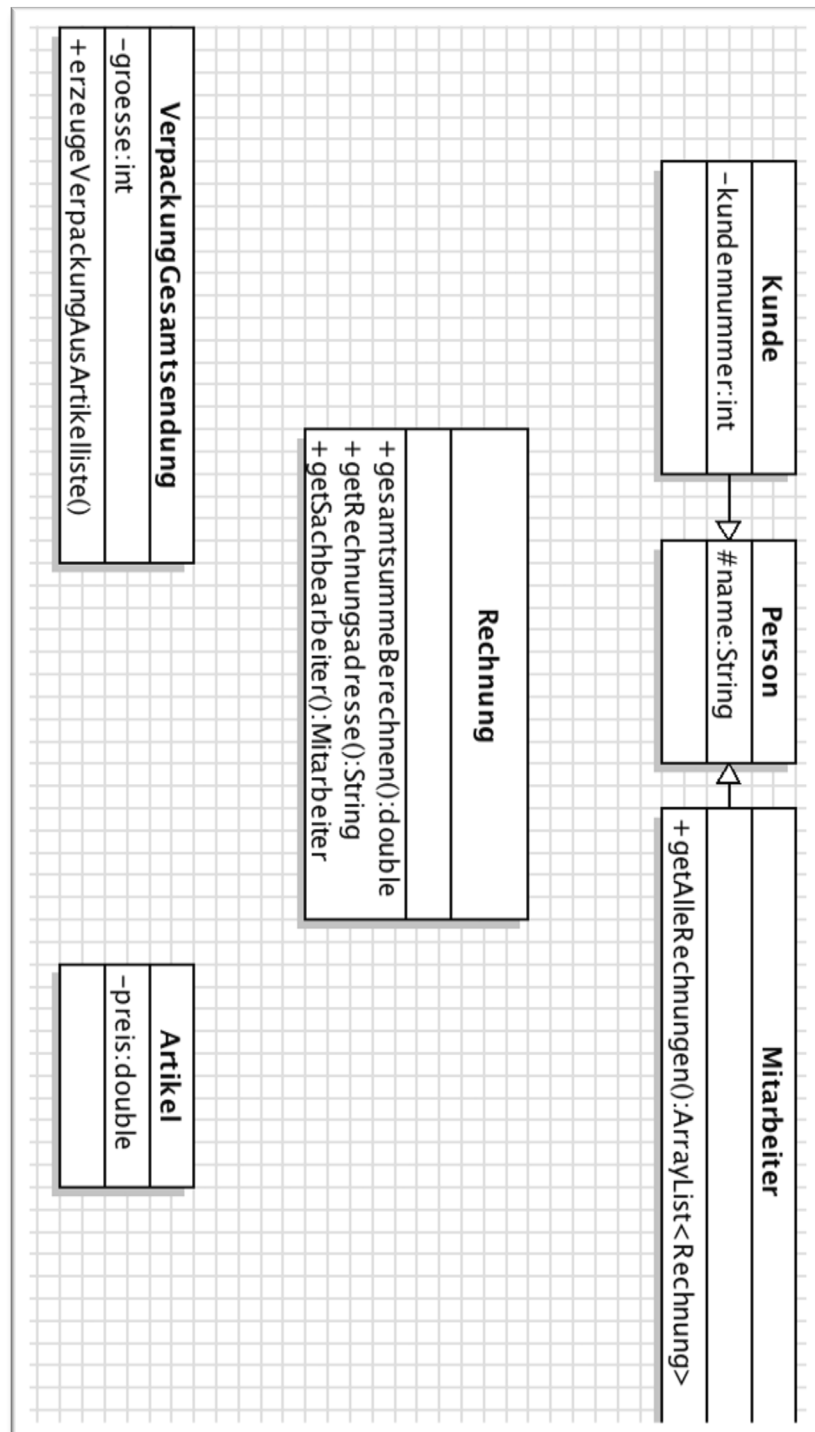 Kunde
-kundennummer:int
Person
#name:String
Mitarbeiter
+getAlleRechnungen():ArrayList<Rechnung>
Rechnung
+gesamtsummeBerechnen():double
+getRechnungsadresse():String
+getSachbearbeiter():Mitarbeiter
VerpackungGesamtsendung
-groesse:int
+erzeugeVerpackungAusArtikelliste()
Artikel
-preis:double